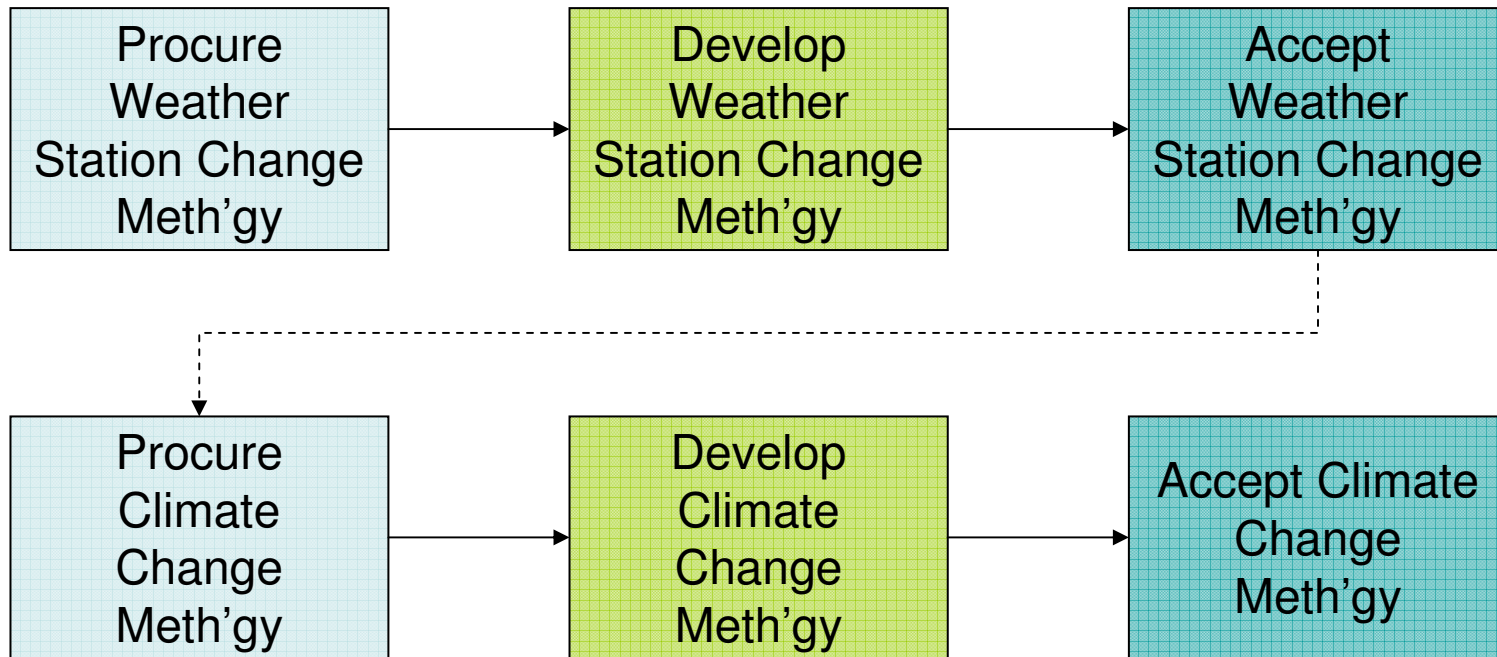 Procure
Weather
Station Change
Meth'gy
Develop
Weather
Station Change
Meth'gy
Accept
Weather
Station Change
Meth'gy
Procure
Climate
Change
Meth'gy
Develop
Climate
Change
Meth'gy
Accept Climate
Change
Meth'gy